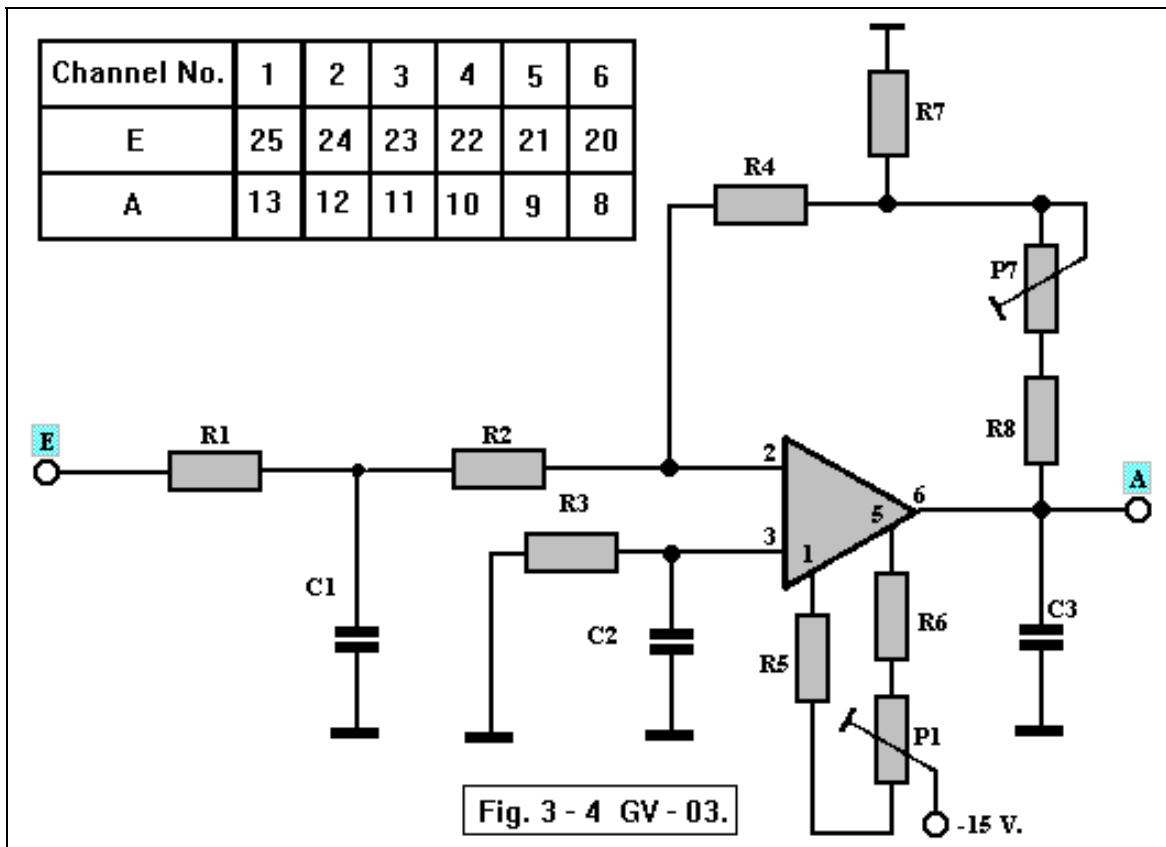 Channel No. 1 2 3 4 5 6
E 25 24 23 22 21 20
A 13 12 11 10 9 8
R7
R4
P7
R8
E
R1
R2
A
2
6
R3
5
3
1
C1
C2
R6
C3
R5
P1
Fig. 3 - 4 GV - 03.
-15 V.